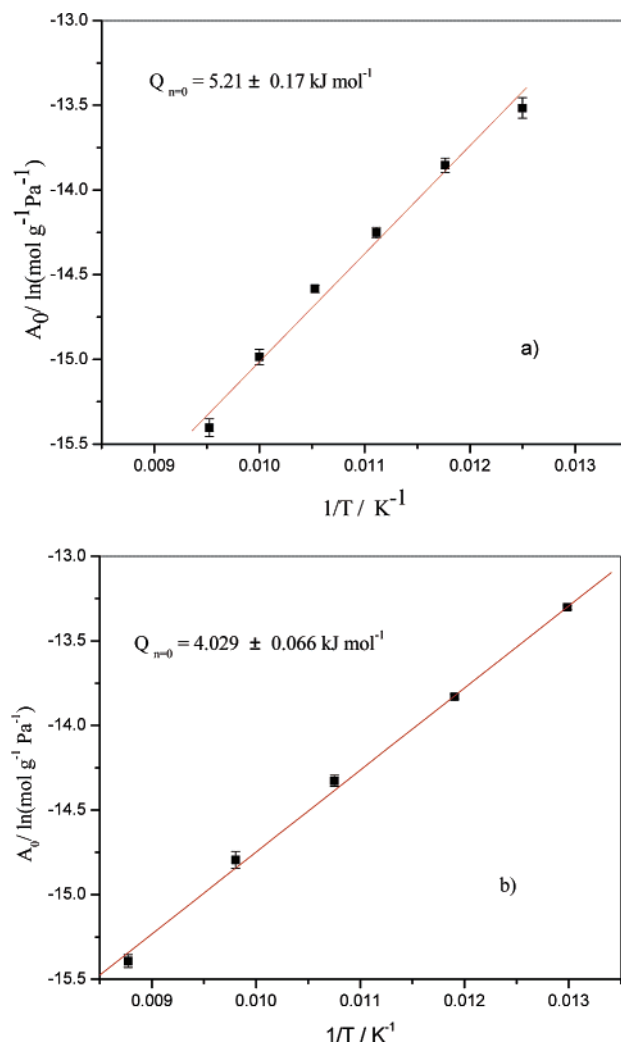 -13.0
Q n=0 = 5.21 ± 0.17 kJ mol-1
-13.5
-14.0
-14.5
-15.0
-15.5
A0/ ln(mol g-1Pa-1)
a)
0.009 0.010 0.011 0.012 0.013
1/T / K-1
-13.0
Q n=0 = 4.029 ± 0.066 kJ mol-1
-13.5
-14.0
-14.5
-15.0
-15.5
A0/ ln(mol g-1 Pa-1)
b)
0.009 0.010 0.011 0.012 0.013
1/T / K-1